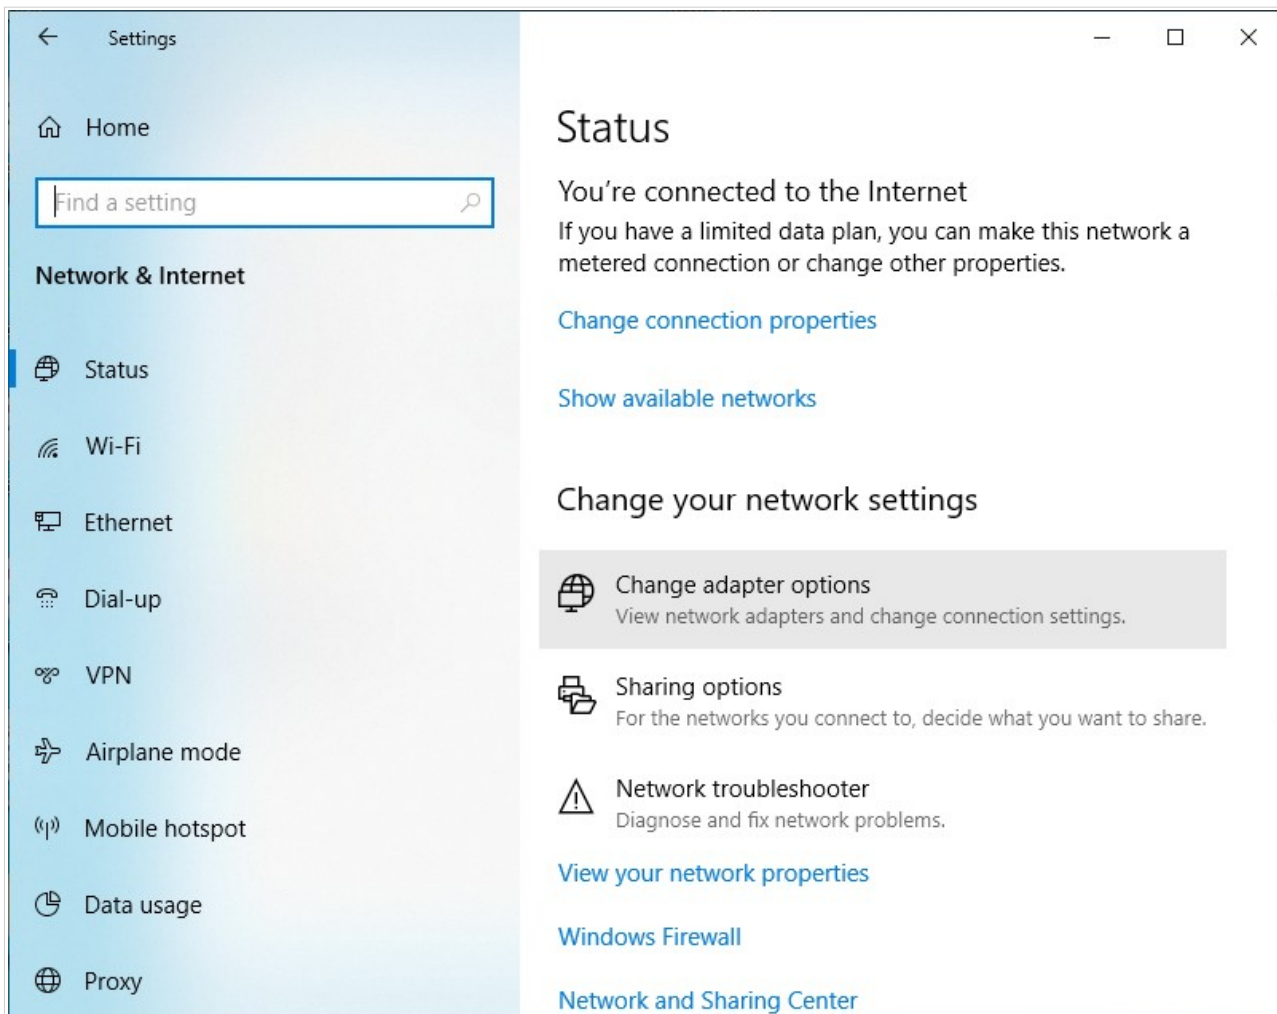 Settings
Home
Find a setting
Network & Internet
Status
Wi-Fi
Ethernet
Dial-up
VPN
Airplane mode
Mobile hotspot
Data usage
Proxy
Status
You're connected to the Internet
If you have a limited data plan, you can make this network a
metered connection or change other properties.
Change connection properties
Show available networks
Change your network settings
Change adapter options
View network adapters and change connection settings.
Sharing options
For the networks you connect to, decide what you want to share.
Network troubleshooter
Diagnose and fix network problems.
View your network properties
Windows Firewall
Network and Sharing Center